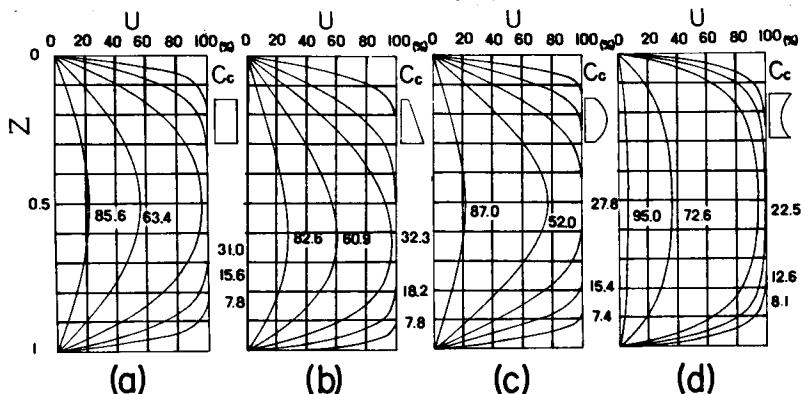 U U U U
0 20 40 60 80 100(%) 0 20 40 60 80 100(%) 0 20 40 60 80 100(%) 0 20 40 60 80 100(%)
0
Cc Cc Cc Cc
Z
0.5
85.6 63.4 31.0 15.6 7.8
82.6 60.9 32.3 18.2 7.8
87.0 52.0 27.8 15.4 7.4
95.0 72.6 22.5 12.6 8.1
1
(a) (b) (c) (d)